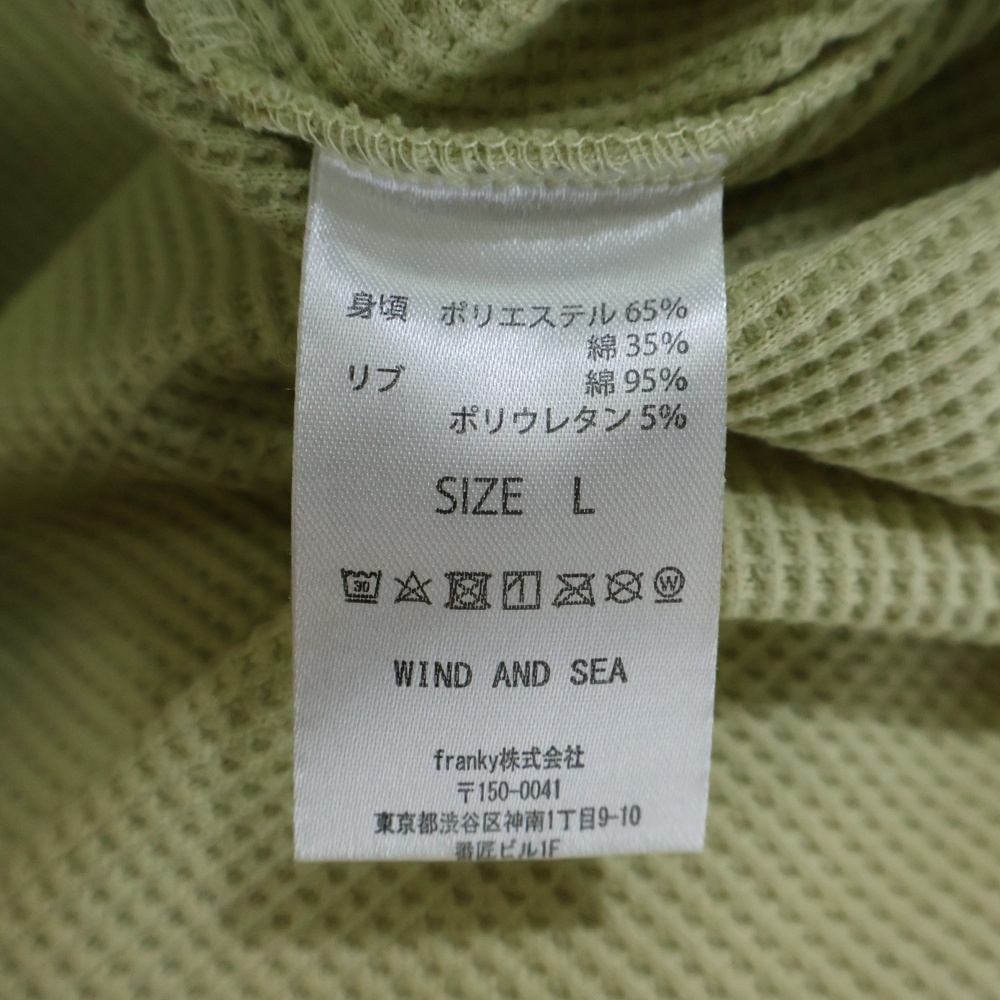 身頃 ポリエステル 65%
綿 35%
リブ 綿 95%
ポリウレタン 5%
SIZE L
30 1 W
WIND AND SEA
franky株式会社
〒150-0041
東京都渋谷区神南1丁目9-10
番匠ビル1F